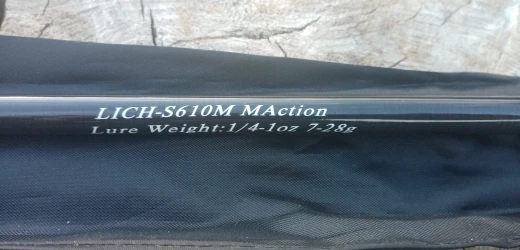 LICH-S610M MAction
Lure Weight:1/4-1oz 7-28g